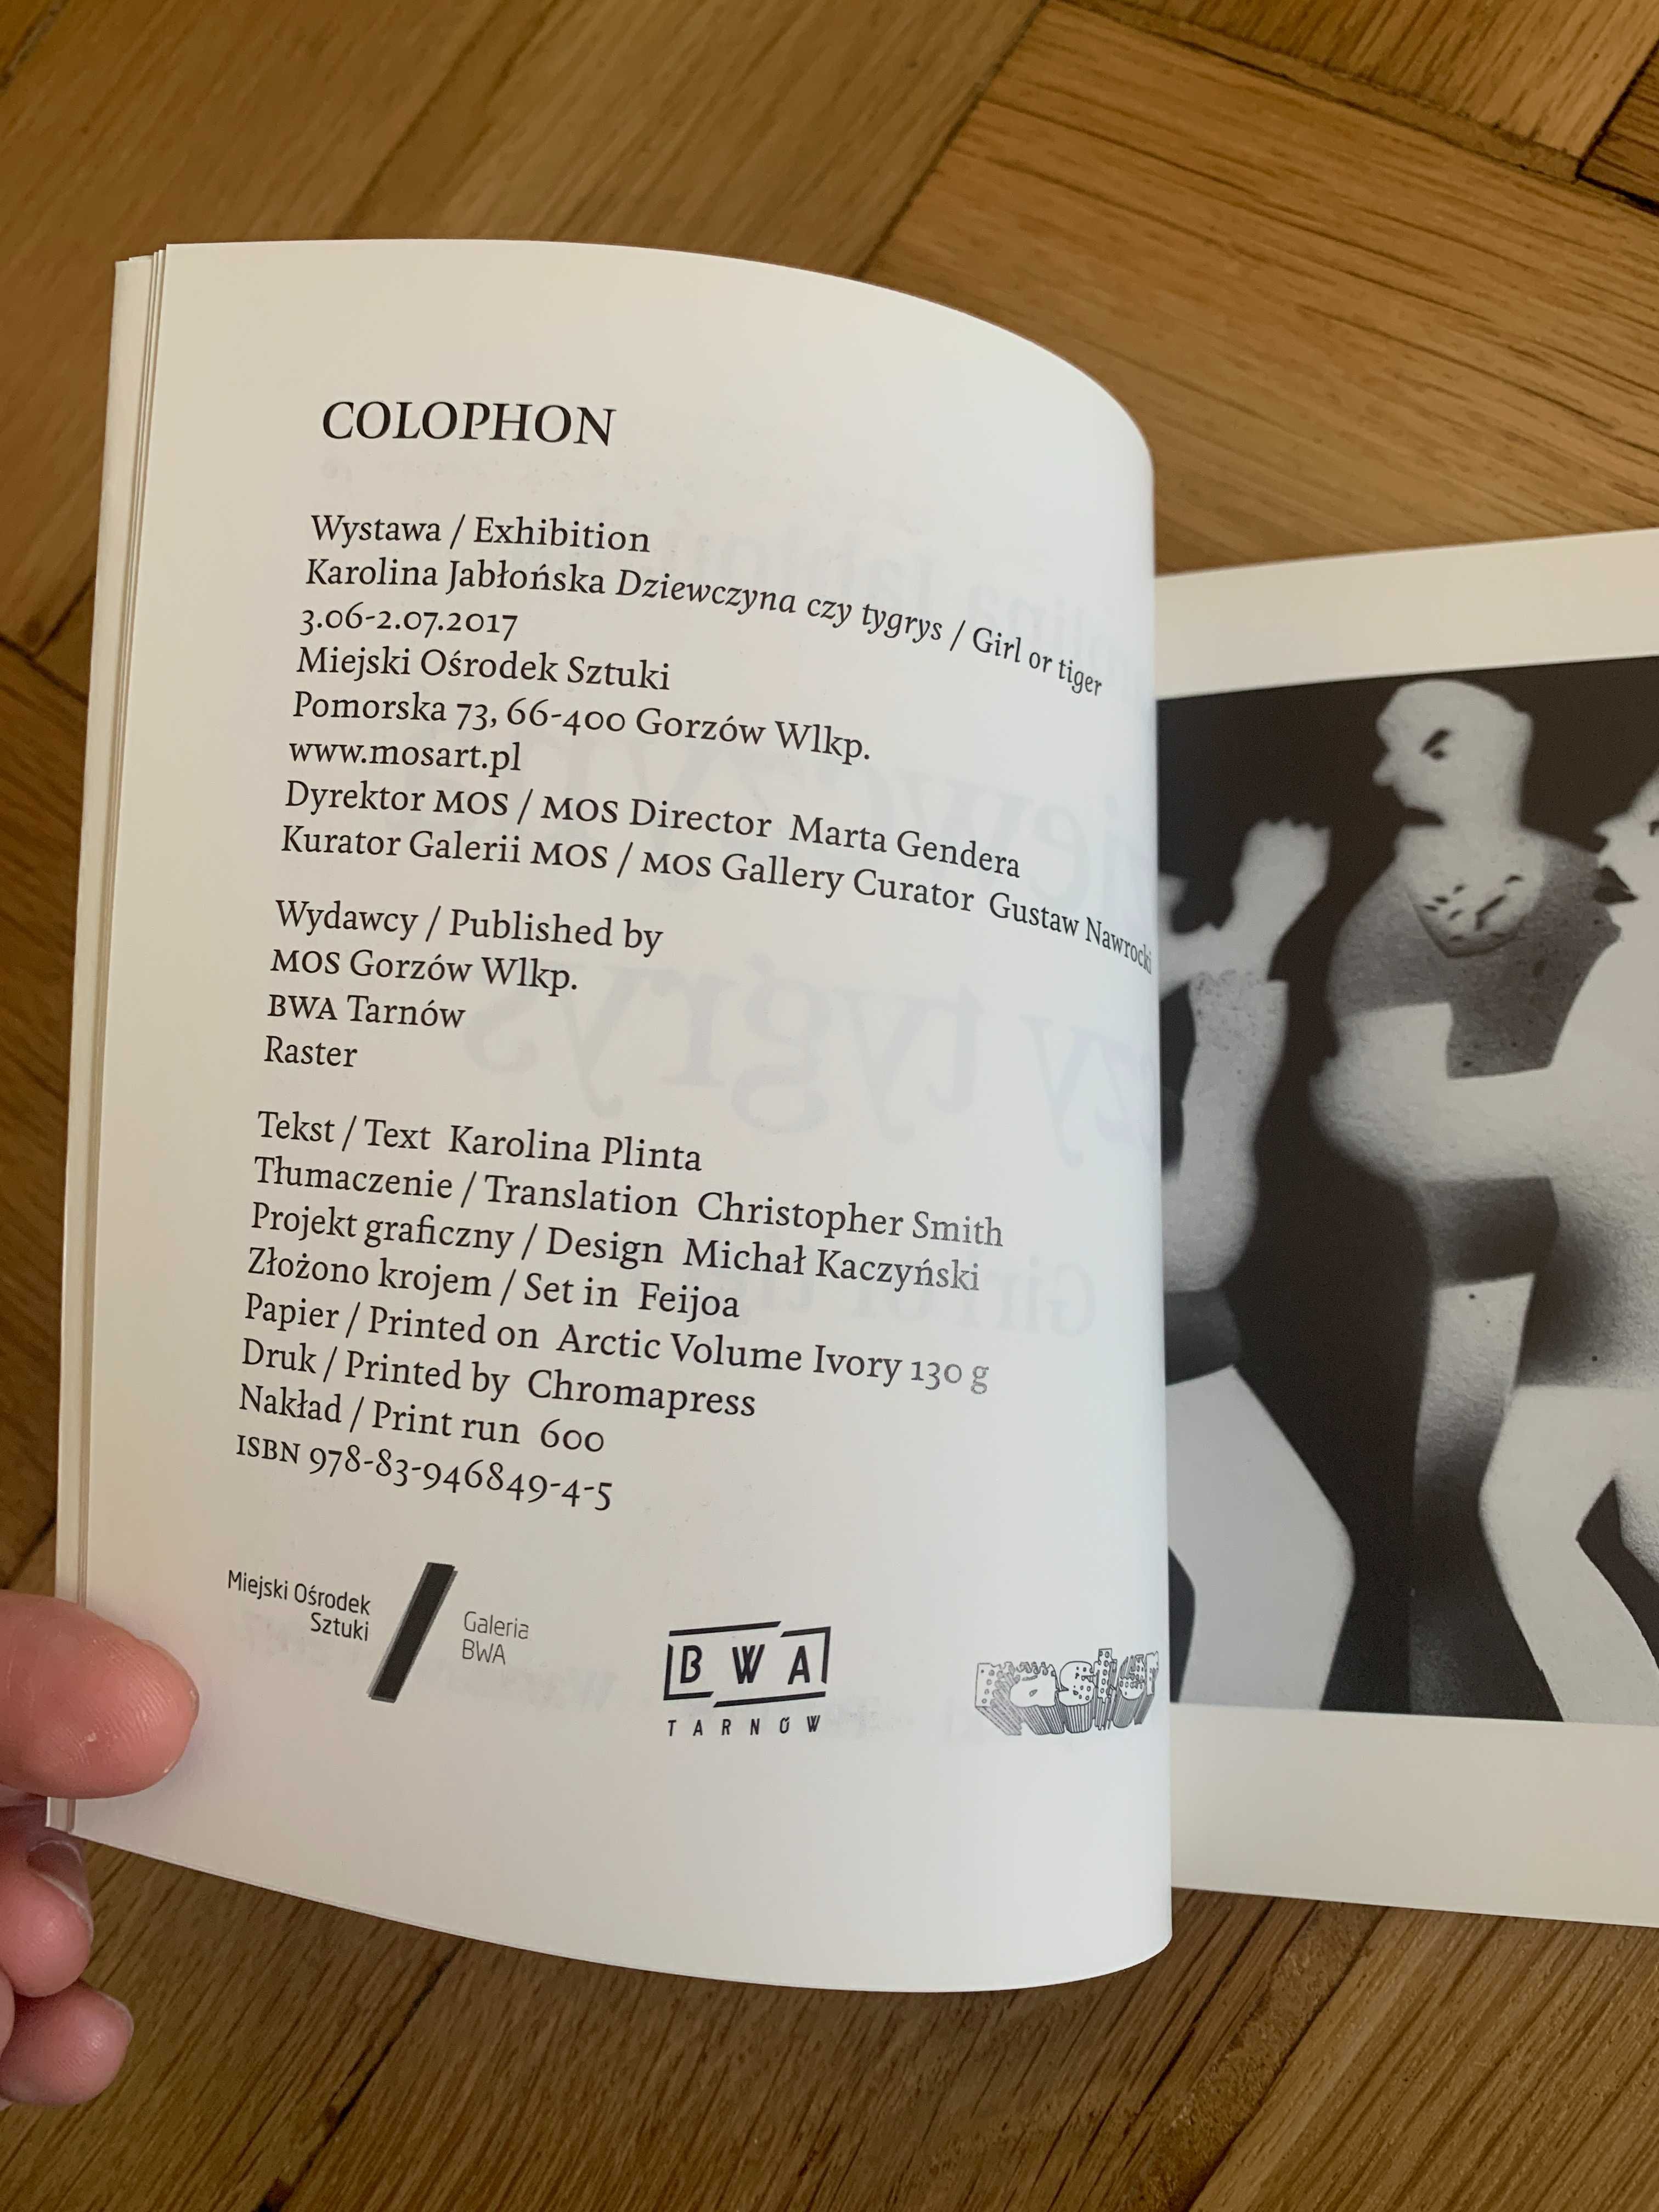 COLOPHON
Wystawa / Exhibition
Karolina Jabłońska Dziewczyna czy tygrys / Girl or tiger
3.06-2.07.2017
Miejski Ośrodek Sztuki
Pomorska 73, 66-400 Gorzów Wlkp.
www.mosart.pl
Dyrektor MOS / MOS Director Marta Gendera
Kurator Galerii MOS / MOS Gallery Curator Gustaw Nawrocki
Wydawcy / Published by
MOS Gorzów Wlkp.
BWA Tarnów
Raster
Tekst / Text Karolina Plinta
Tłumaczenie / Translation Christopher Smith
Projekt graficzny / Design Michał Kaczyński
Złożono krojem / Set in Feijoa
Papier / Printed on Arctic Volume Ivory 130 g
Druk / Printed by Chromapress
Nakład / Print run 600
ISBN 978-83-946849-4-5
Miejski Ośrodek
Sztuki
Galeria
BWA
BWA
TARNÓW
raster